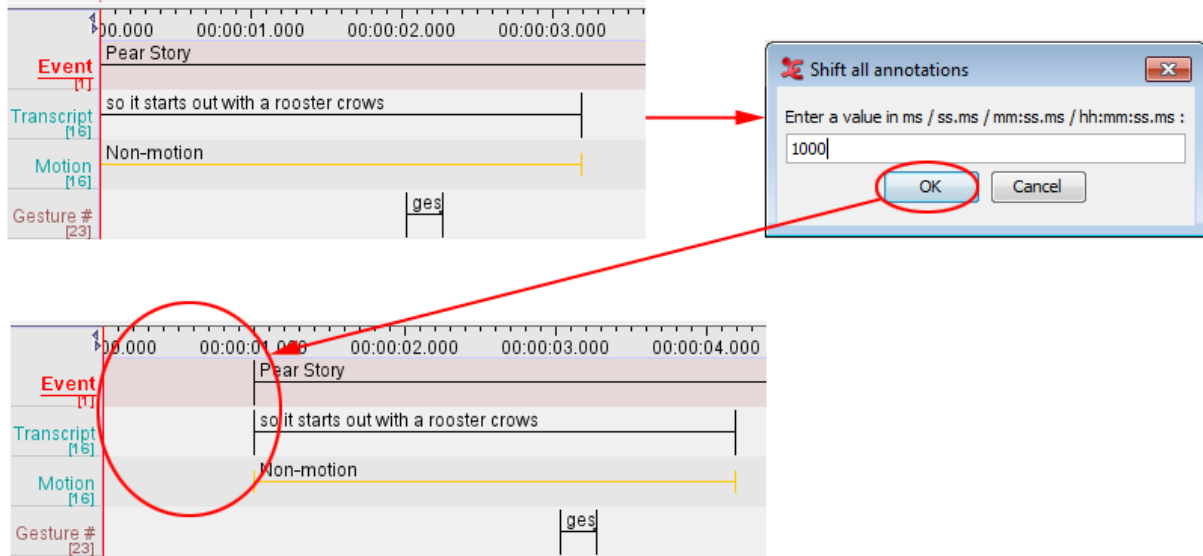 00.000 00:00:01.000 00:00:02.000 00:00:03.000
Pear Story
Event
[1]
so it starts out with a rooster crows
Transcript
[16]
Non-motion
Motion
[16]
ges
Gesture #
[23]
Shift all annotations
Enter a value in ms / ss.ms / mm:ss.ms / hh:mm:ss.ms :
1000
OK Cancel
00.000 00:00:01.000 00:00:02.000 00:00:03.000 00:00:04.000
Pear Story
Event
[1]
so it starts out with a rooster crows
Transcript
[16]
Non-motion
Motion
[16]
ges
Gesture #
[23]